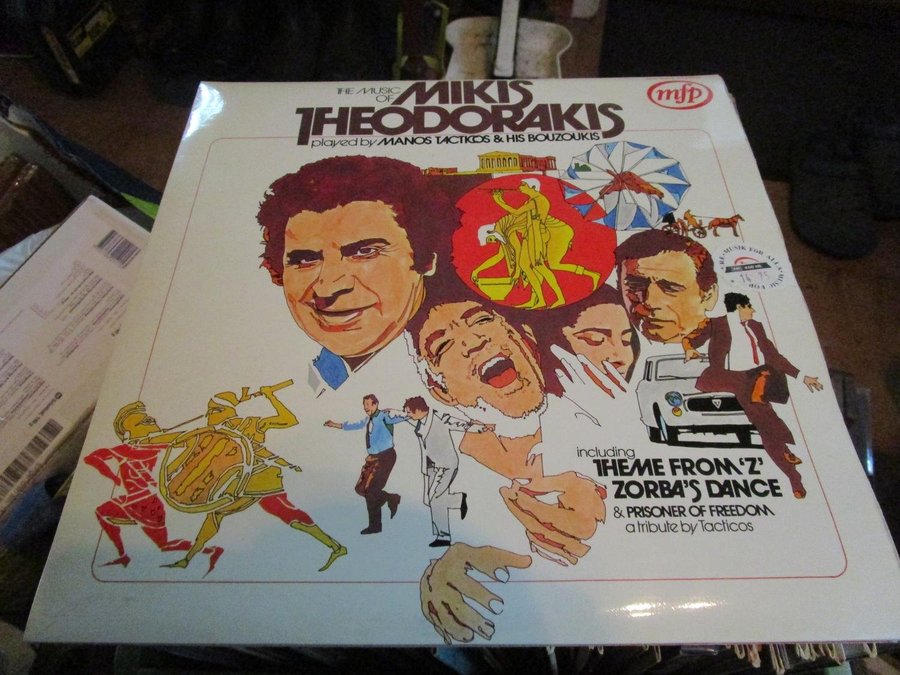 THE MUSIC
OF MIKIS
THEODORAKIS
played by MANOS TACTICOS & HIS BOUZOUKIS
mfp
including
THEME FROM 'Z'
ZORBA'S DANCE
& PRISONER OF FREEDOM
a tribute by Tacticos